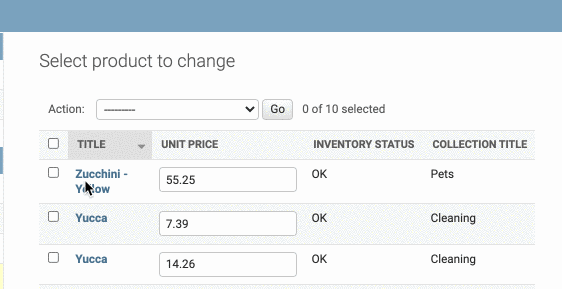 Select product to change
Action: --------- Go 0 of 10 selected
TITLE UNIT PRICE INVENTORY STATUS COLLECTION TITLE
Zucchini - 55.25 OK Pets
Yellow
Yucca 7.39 OK Cleaning
Yucca 14.26 OK Cleaning